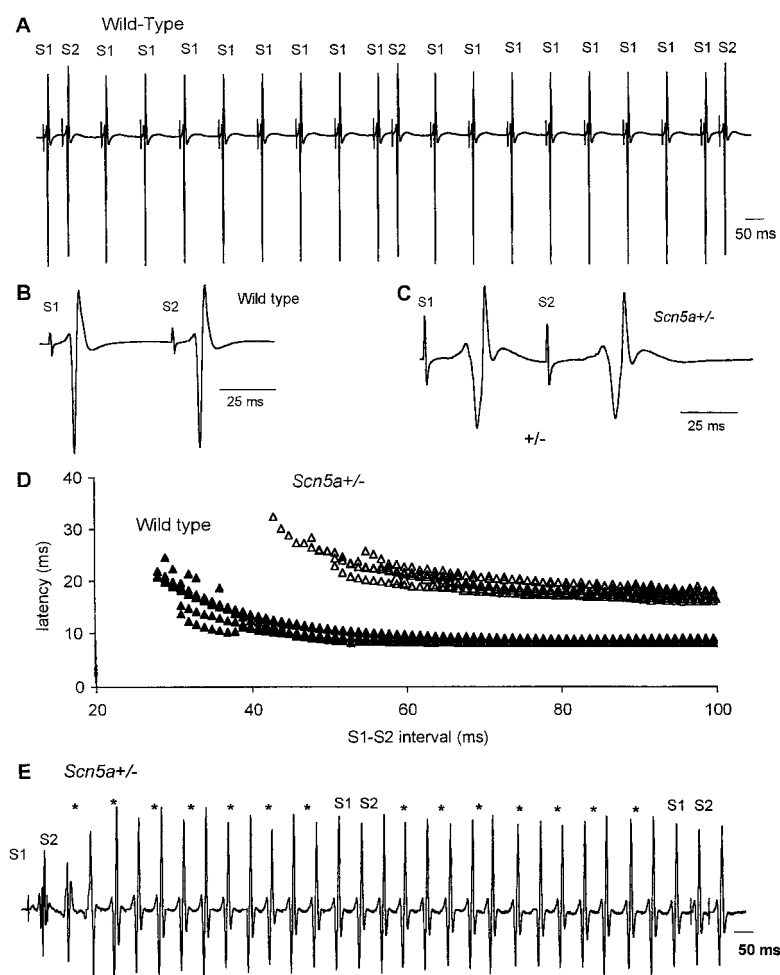 A
Wild-Type
S1 S2 S1 S1 S1 S1 S1 S1 S1 S1 S2 S1 S1 S1 S1 S1 S1 S1 S1 S2
50 ms
B
S1
S2
Wild type
25 ms
C
S1
S2
Scn5a+/-
25 ms
+/-
D
Scn5a+/-
Wild type
40
30
20
10
0
latency (ms)
20 40 60 80 100
S1-S2 interval (ms)
E
Scn5a+/-
S1 S2 * * * * * * * S1 S2 * * * * * * * S1 S2
50 ms